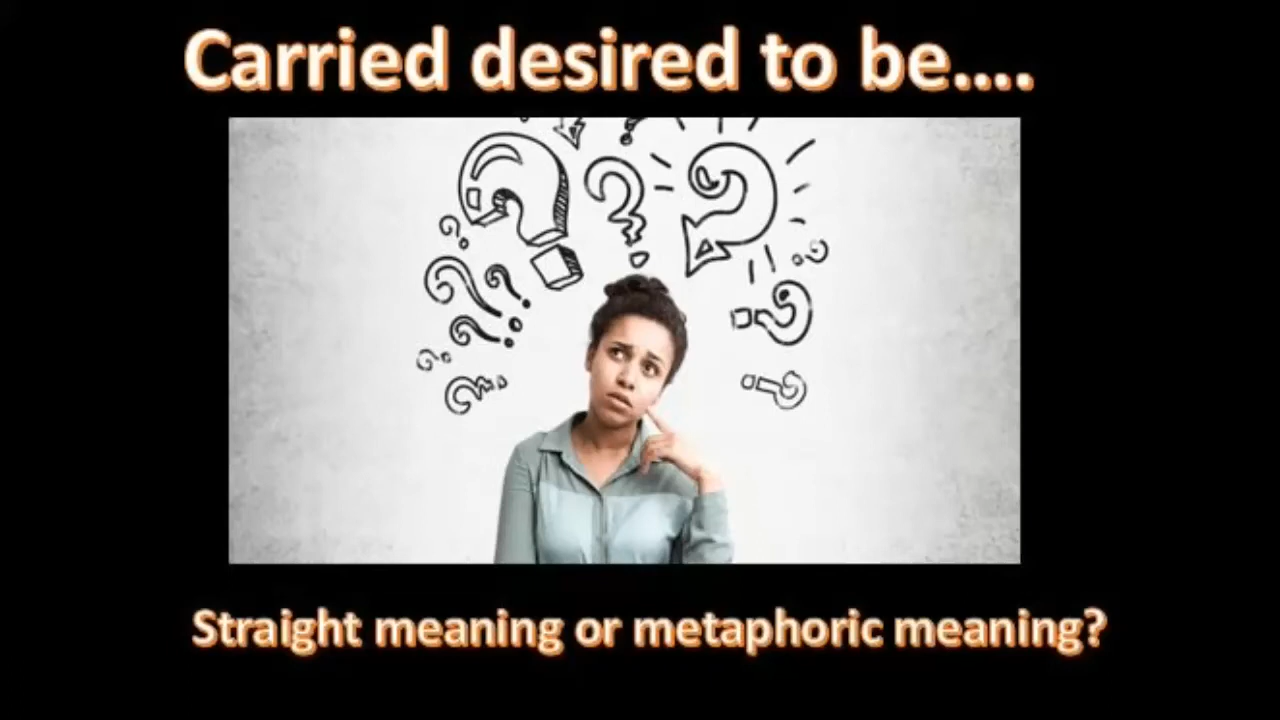 Carried desired to be....
Straight meaning or metaphoric meaning?